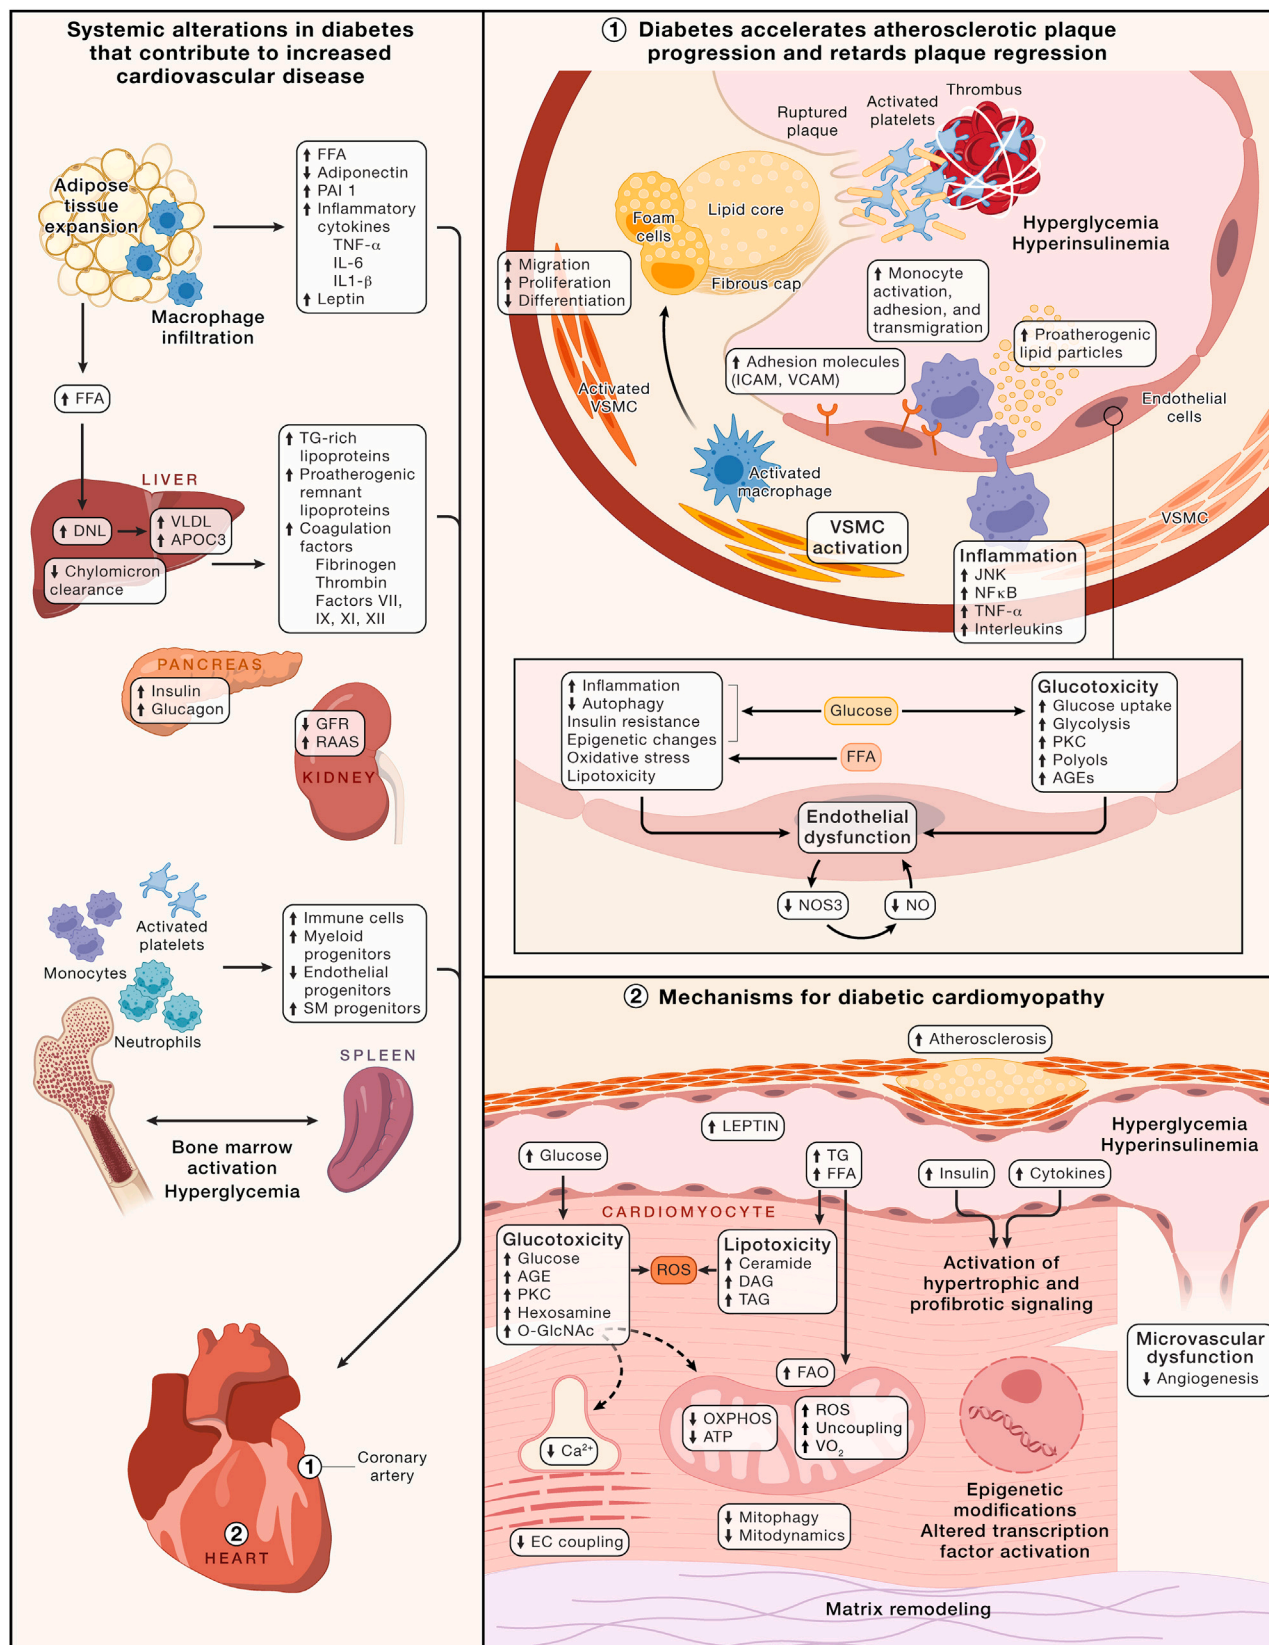 Systemic alterations in diabetes
that contribute to increased
cardiovascular disease
Adipose
tissue
expansion
Macrophage
infiltration
↑ FFA
↓ Adiponectin
↑ PAI 1
↑ Inflammatory
cytokines
TNF-α
IL-6
IL1-β
↑ Leptin
↑ FFA
LIVER
↑ DNL
↑ VLDL
↑ APOC3
↓ Chylomicron
clearance
↑ TG-rich
lipoproteins
↑ Proatherogenic
remnant
lipoproteins
↑ Coagulation
factors
Fibrinogen
Thrombin
Factors VII,
IX, XI, XII
PANCREAS
↑ Insulin
↑ Glucagon
↓ GFR
↑ RAAS
KIDNEY
Activated
platelets
Monocytes
Neutrophils
↑ Immune cells
↑ Myeloid
progenitors
↓ Endothelial
progenitors
↑ SM progenitors
SPLEEN
Bone marrow
activation
Hyperglycemia
1
Coronary
artery
2
HEART
1 Diabetes accelerates atherosclerotic plaque
progression and retards plaque regression
Thrombus
Activated
platelets
Ruptured
plaque
Lipid core
Foam
cells
Fibrous cap
Hyperglycemia
Hyperinsulinemia
↑ Migration
↑ Proliferation
↓ Differentiation
↑ Monocyte
activation,
adhesion, and
transmigration
↑ Proatherogenic
lipid particles
↑ Adhesion molecules
(ICAM, VCAM)
Activated
VSMC
Endothelial
cells
Activated
macrophage
VSMC
activation
VSMC
Inflammation
↑ JNK
↑ NFκB
↑ TNF-α
↑ Interleukins
↑ Inflammation
↓ Autophagy
Insulin resistance
Epigenetic changes
Oxidative stress
Lipotoxicity
Glucose
FFA
Glucotoxicity
↑ Glucose uptake
↑ Glycolysis
↑ PKC
↑ Polyols
↑ AGEs
Endothelial
dysfunction
↓ NOS3
↓ NO
2 Mechanisms for diabetic cardiomyopathy
↑ Atherosclerosis
↑ LEPTIN
Hyperglycemia
Hyperinsulinemia
↑ Glucose
↑ TG
↑ FFA
↑ Insulin
↑ Cytokines
CARDIOMYOCYTE
Glucotoxicity
↑ Glucose
↑ AGE
↑ PKC
↑ Hexosamine
↑ O-GlcNAc
ROS
Lipotoxicity
↑ Ceramide
↑ DAG
↑ TAG
Activation of
hypertrophic and
profibrotic signaling
Microvascular
dysfunction
↓ Angiogenesis
↑ FAO
↓ OXPHOS
↓ ATP
↑ ROS
↑ Uncoupling
↑ VO₂
↓ Ca²⁺
↓ EC coupling
↓ Mitophagy
↓ Mitodynamics
Epigenetic
modifications
Altered transcription
factor activation
Matrix remodeling